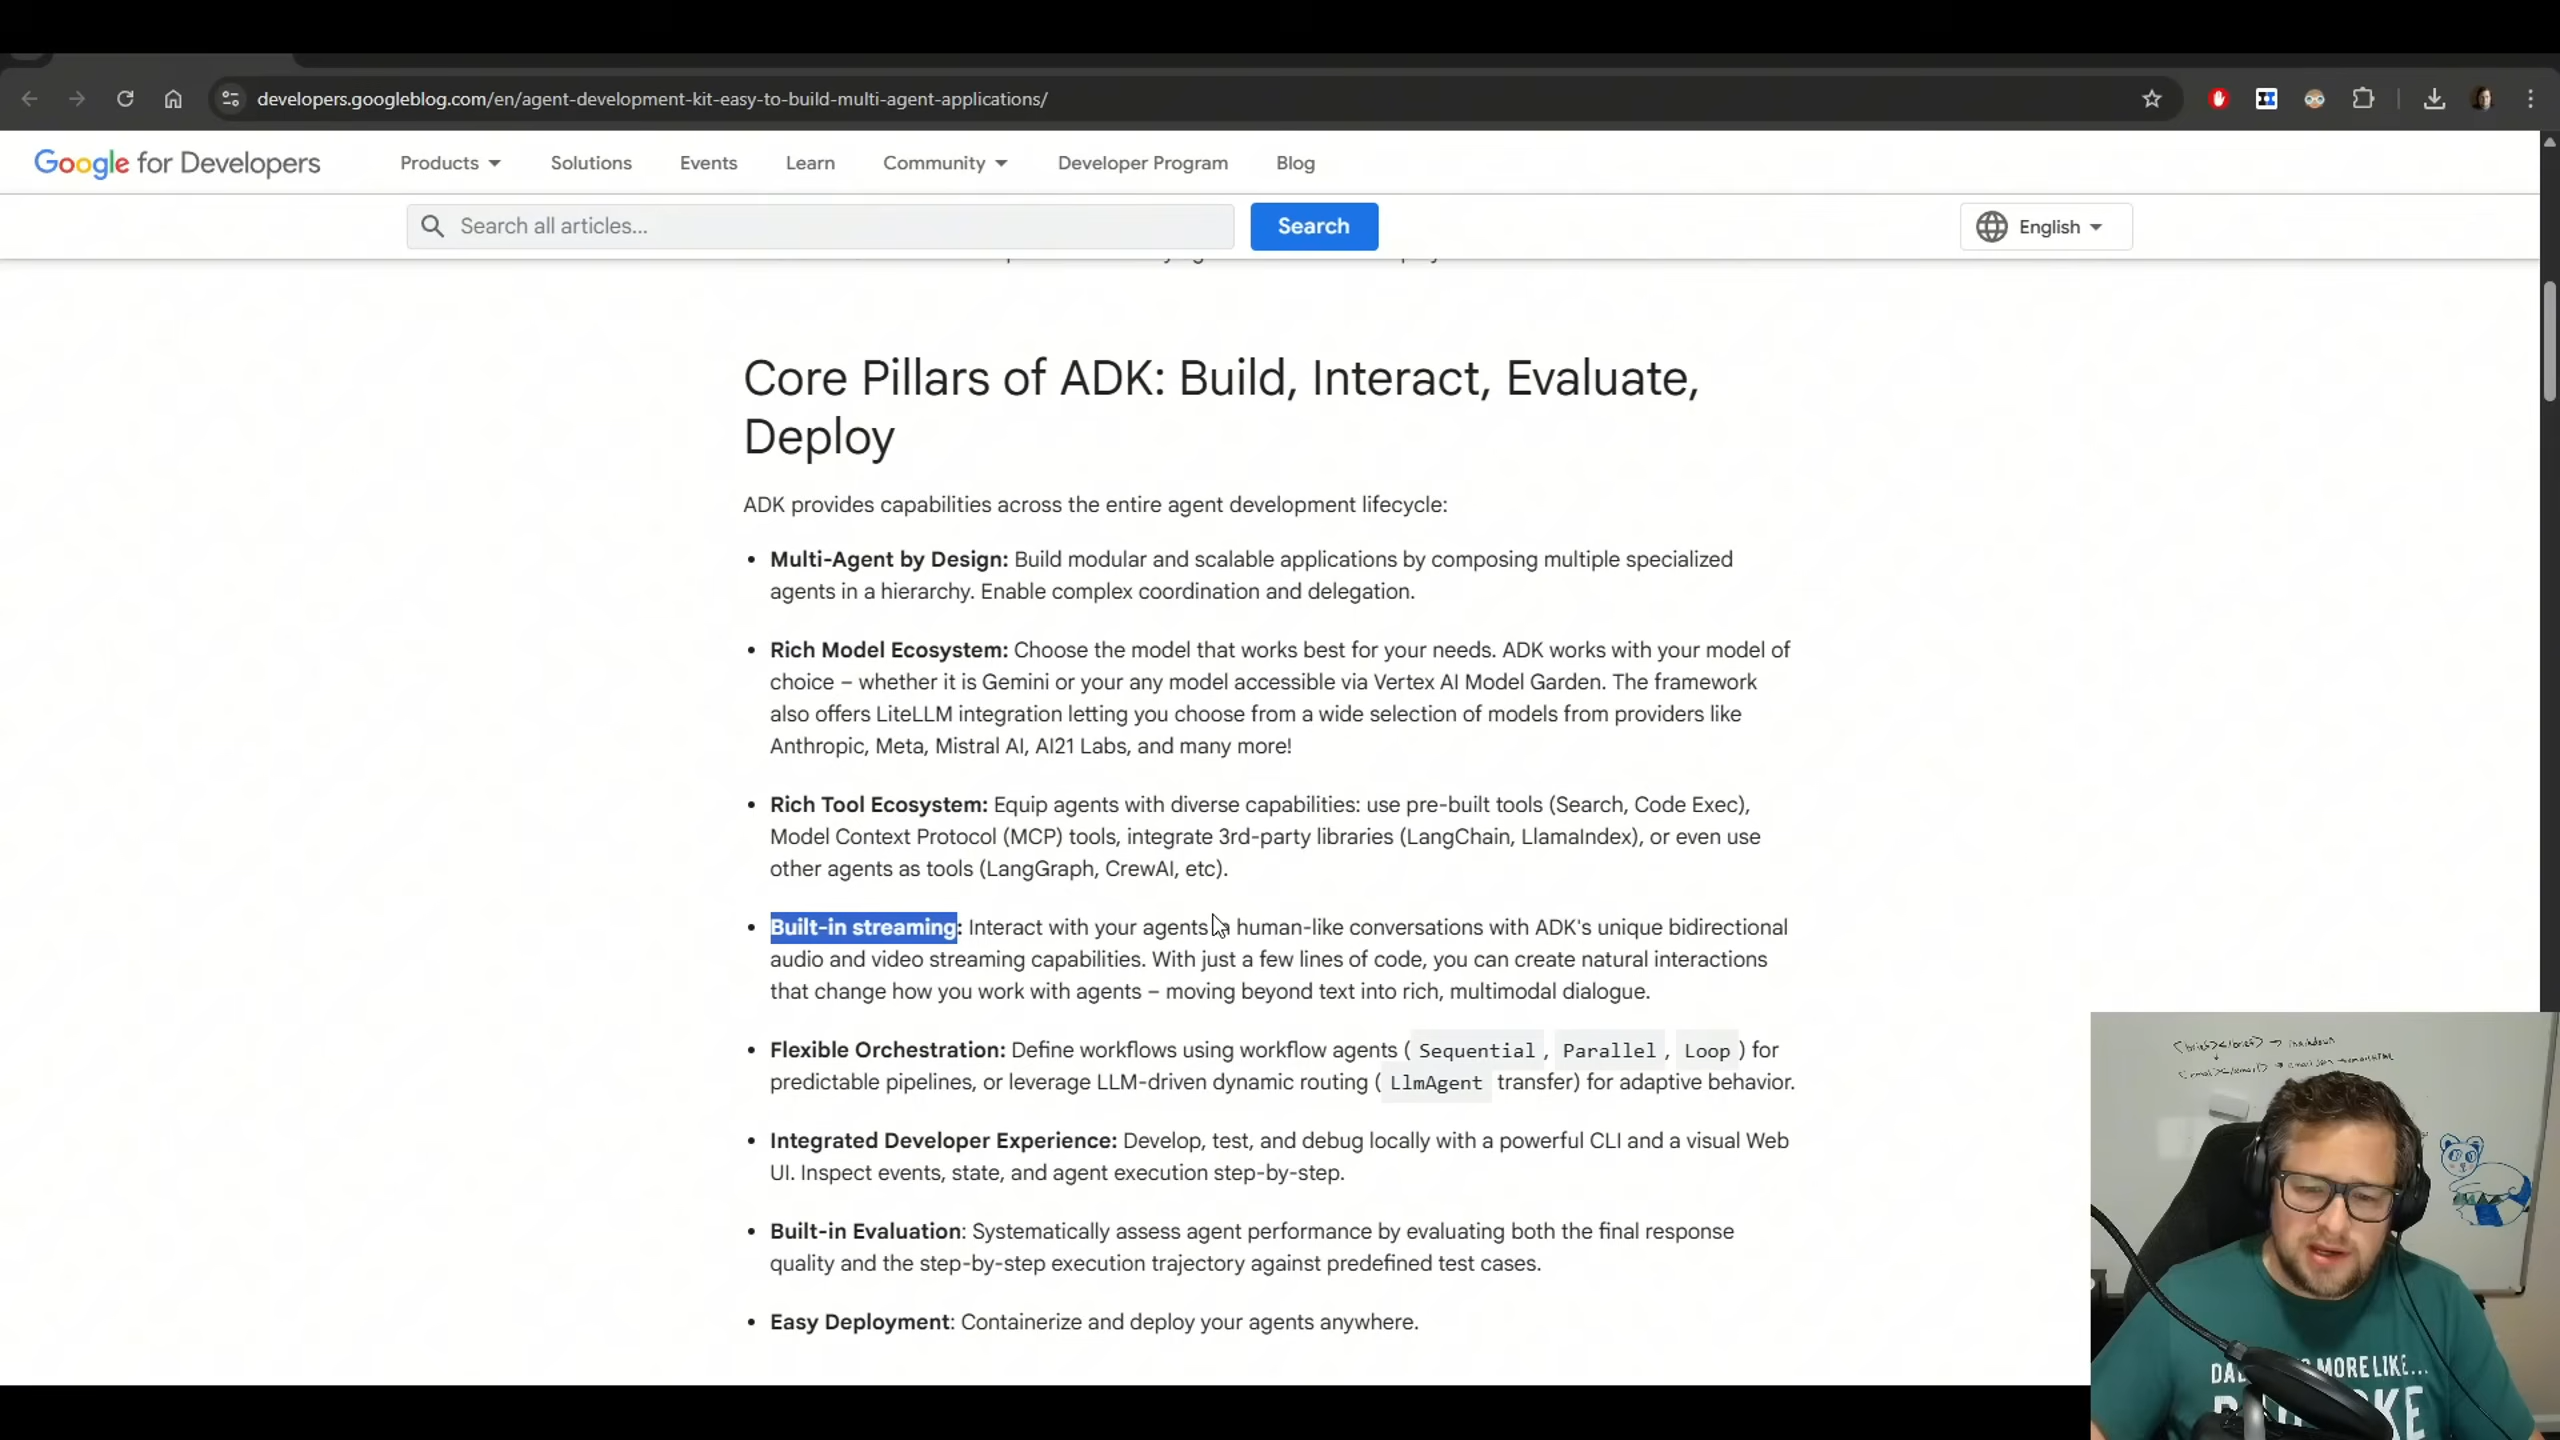 developers.googleblog.com/en/agent-development-kit-easy-to-build-multi-agent-applications/
Google for Developers
Products
Solutions
Events
Learn
Community
Developer Program
Blog
Search all articles...
Search
English
Core Pillars of ADK: Build, Interact, Evaluate,
Deploy
ADK provides capabilities across the entire agent development lifecycle:
• Multi-Agent by Design: Build modular and scalable applications by composing multiple specialized
agents in a hierarchy. Enable complex coordination and delegation.
• Rich Model Ecosystem: Choose the model that works best for your needs. ADK works with your model of
choice – whether it is Gemini or your any model accessible via Vertex AI Model Garden. The framework
also offers LiteLLM integration letting you choose from a wide selection of models from providers like
Anthropic, Meta, Mistral AI, AI21 Labs, and many more!
• Rich Tool Ecosystem: Equip agents with diverse capabilities: use pre-built tools (Search, Code Exec),
Model Context Protocol (MCP) tools, integrate 3rd-party libraries (LangChain, LlamaIndex), or even use
other agents as tools (LangGraph, CrewAI, etc).
• Built-in streaming: Interact with your agents human-like conversations with ADK's unique bidirectional
audio and video streaming capabilities. With just a few lines of code, you can create natural interactions
that change how you work with agents – moving beyond text into rich, multimodal dialogue.
• Flexible Orchestration: Define workflows using workflow agents ( Sequential , Parallel , Loop ) for
predictable pipelines, or leverage LLM-driven dynamic routing ( LlmAgent transfer) for adaptive behavior.
• Integrated Developer Experience: Develop, test, and debug locally with a powerful CLI and a visual Web
UI. Inspect events, state, and agent execution step-by-step.
• Built-in Evaluation: Systematically assess agent performance by evaluating both the final response
quality and the step-by-step execution trajectory against predefined test cases.
• Easy Deployment: Containerize and deploy your agents anywhere.
MORE LIKE...